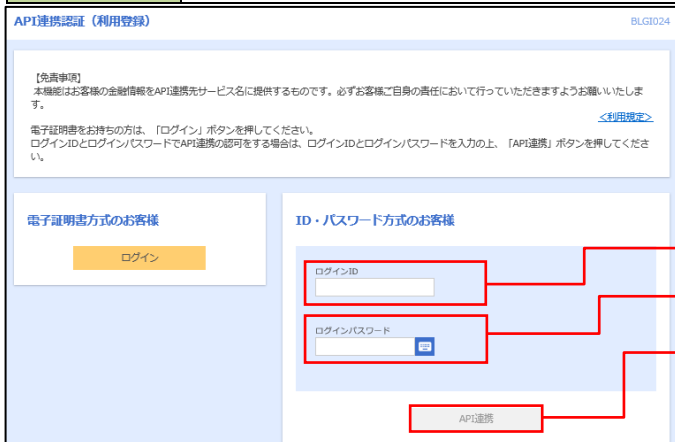 API連携認証（利用登録）
BLGI024
【免責事項】
本機能はお客様の金融情報をAPI連携先サービス名に提供するものです。必ずお客様ご自身の責任において行っていただきますようお願いいたしま
す。
<利用規定>
電子証明書をお持ちの方は、「ログイン」ボタンを押してください。
ログインIDとログインパスワードでAPI連携の認可をする場合は、ログインIDとログインパスワードを入力の上、「API連携」ボタンを押してくださ
い。
電子証明書方式のお客様
ID・パスワード方式のお客様
ログイン
ログインID
ログインパスワード
API連携